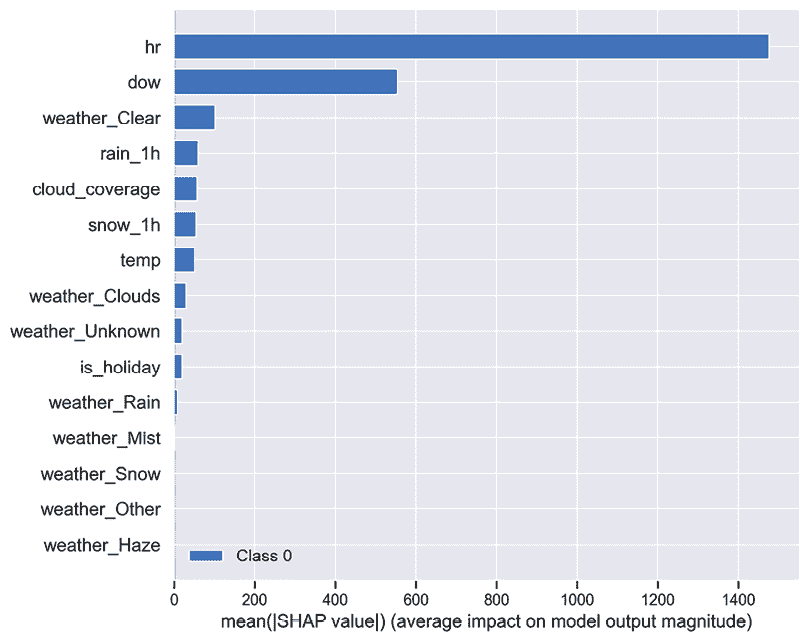 hr
dow
weather_Clear
rain_1h
cloud_coverage
snow_1h
temp
weather_Clouds
weather_Unknown
is_holiday
weather_Rain
weather_Mist
weather_Snow
weather_Other
weather_Haze
Class 0
0 200 400 600 800 1000 1200 1400
mean(|SHAP value|) (average impact on model output magnitude)